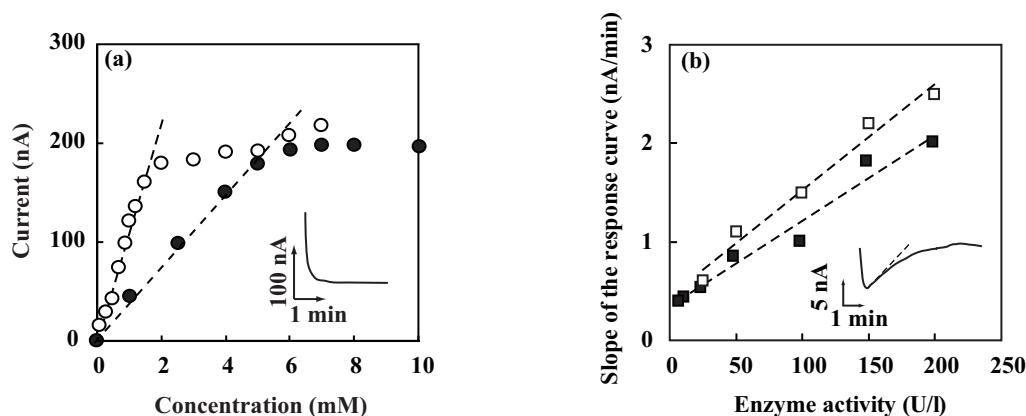 300
200
100
0
Current (nA)
(a)
100 nA
1 min
0 2 4 6 8 10
Concentration (mM)
3
2
1
0
Slope of the response curve (nA/min)
(b)
5 nA
1 min
0 50 100 150 200 250
Enzyme activity (U/l)